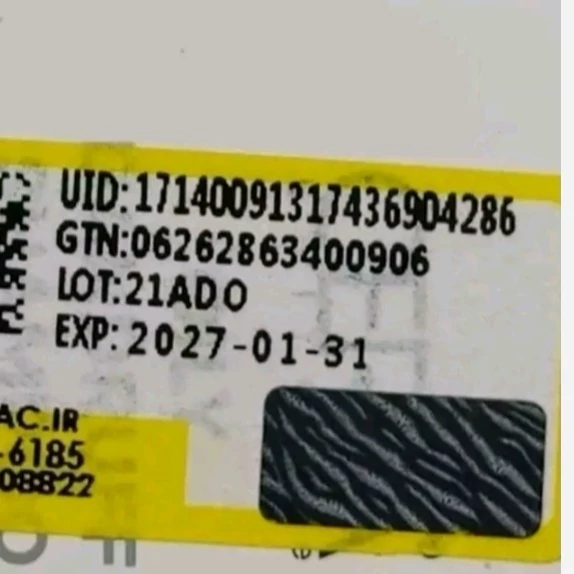 UID:17140091317436904286
GTN:06262863400906
LOT:21ADO
EXP: 2027-01-31
AC.IR
-6185
08822